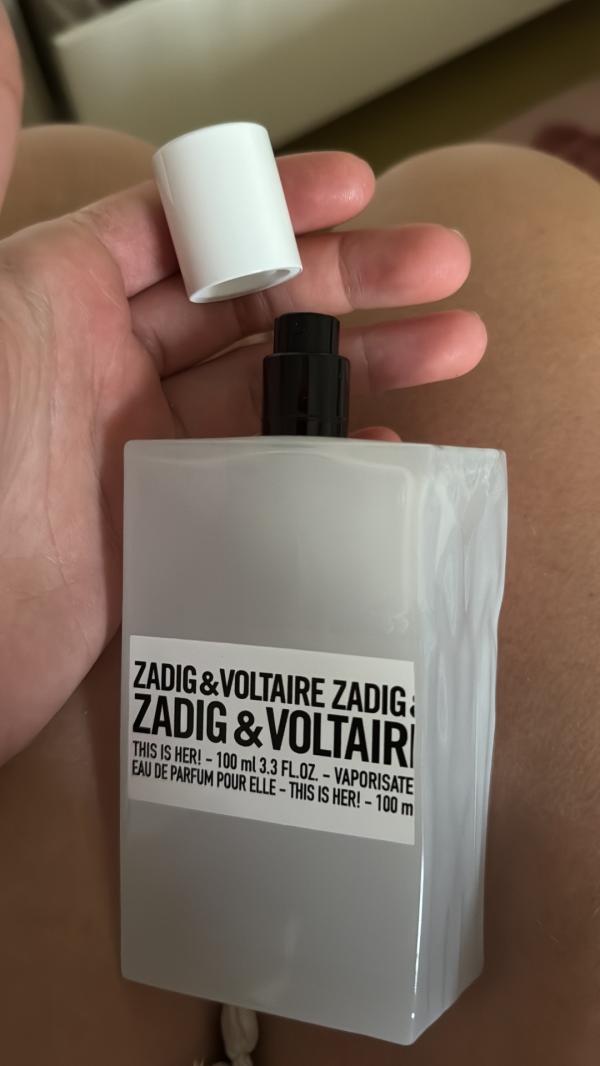 ZADIG&VOLTAIRE ZADIG &
ZADIG &VOLTAIR
THIS IS HER! – 100 ml 3.3 FL.OZ. – VAPORISATE
EAU DE PARFUM POUR ELLE – THIS IS HER! – 100 m